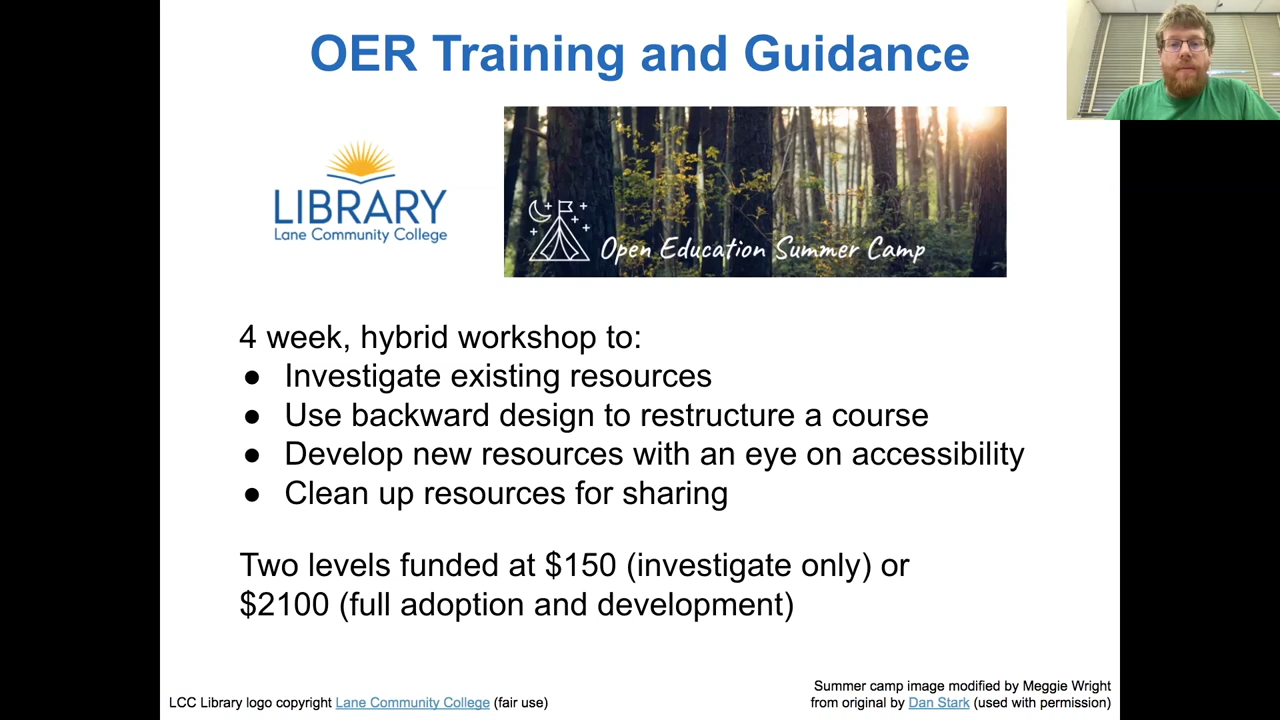 OER Training and Guidance
LIBRARY
Lane Community College
Open Education Summer Camp
4 week, hybrid workshop to:
● Investigate existing resources
● Use backward design to restructure a course
● Develop new resources with an eye on accessibility
● Clean up resources for sharing
Two levels funded at $150 (investigate only) or
$2100 (full adoption and development)
LCC Library logo copyright Lane Community College (fair use)
Summer camp image modified by Meggie Wright
from original by Dan Stark (used with permission)